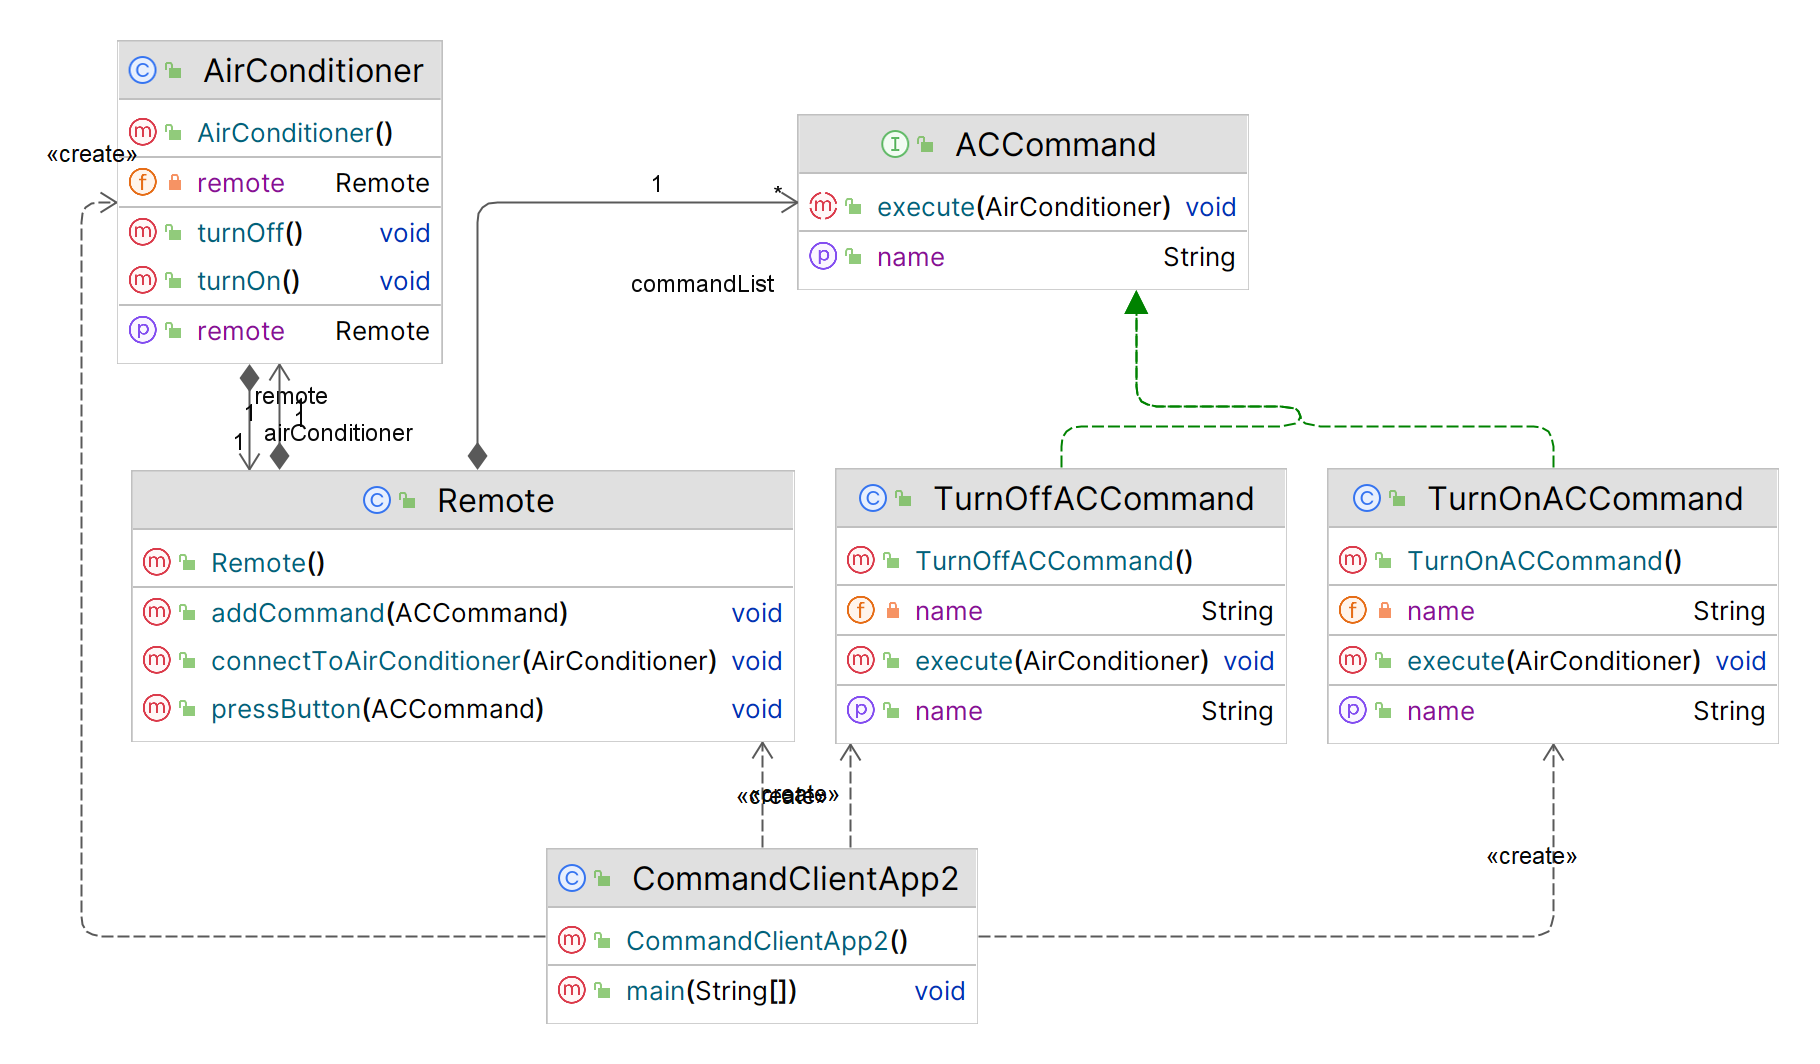 AirConditioner
AirConditioner()
«create»
remote Remote
turnOff() void
turnOn() void
remote Remote
ACCommand
execute(AirConditioner) void
name String
1
*
commandList
remote
1
1
airConditioner
1
Remote
Remote()
addCommand(ACCommand) void
connectToAirConditioner(AirConditioner) void
pressButton(ACCommand) void
TurnOffACCommand
TurnOffACCommand()
name String
execute(AirConditioner) void
name String
TurnOnACCommand
TurnOnACCommand()
name String
execute(AirConditioner) void
name String
«create»
«create»
«create»
CommandClientApp2
CommandClientApp2()
main(String[]) void